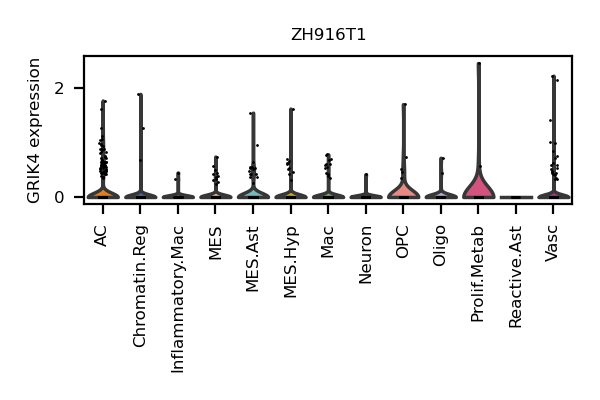 ZH916T1
GRIK4 expression
2
0
AC
Chromatin.Reg
Inflammatory.Mac
MES
MES.Ast
MES.Hyp
Mac
Neuron
OPC
Oligo
Prolif.Metab
Reactive.Ast
Vasc